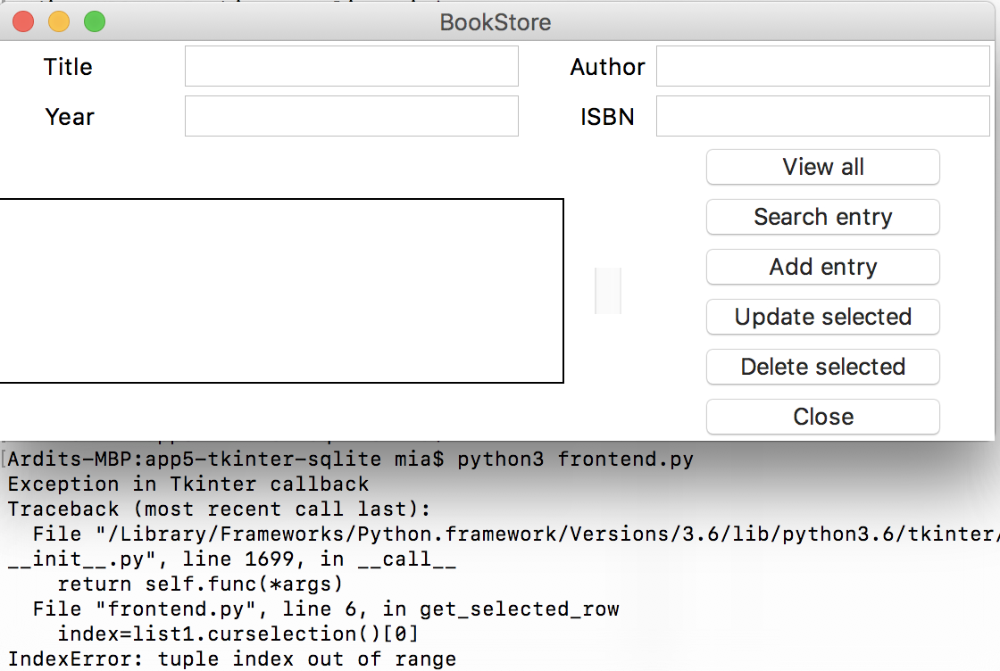 BookStore
Title Author
Year ISBN
View all
Search entry
Add entry
Update selected
Delete selected
Close
[Ardits-MBP:app5-tkinter-sqlite mia$ python3 frontend.py
Exception in Tkinter callback
Traceback (most recent call last):
  File "/Library/Frameworks/Python.framework/Versions/3.6/lib/python3.6/tkinter/
__init__.py", line 1699, in __call__
    return self.func(*args)
  File "frontend.py", line 6, in get_selected_row
    index=list1.curselection()[0]
IndexError: tuple index out of range